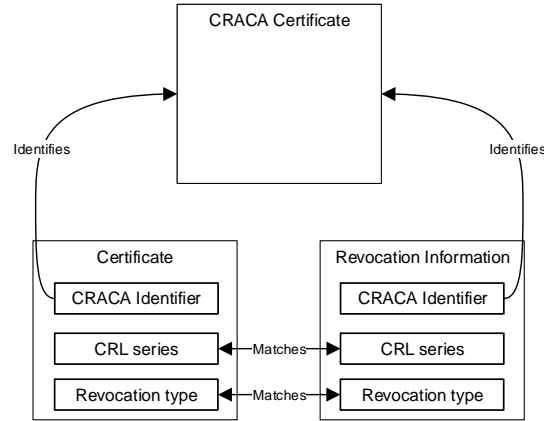 CRACA Certificate
Identifies
Identifies
Certificate
Revocation Information
CRACA Identifier
CRACA Identifier
CRL series
Matches
CRL series
Revocation type
Matches
Revocation type